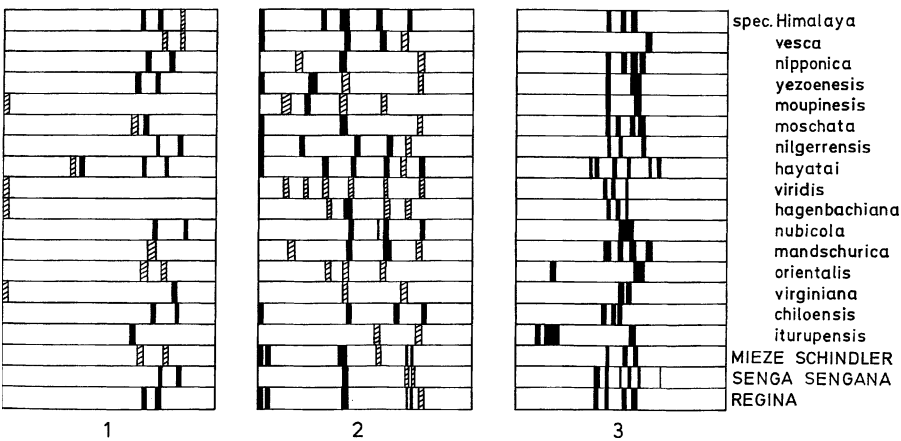 spec. Himalaya
vesca
nipponica
yezoenesis
moupinesis
moschata
nilgerrensis
hayatai
viridis
hagenbachiana
nubicola
mandschurica
orientalis
virginiana
chiloensis
iturupensis
MIEZE SCHINDLER
SENGA SENGANA
REGINA
1 2 3